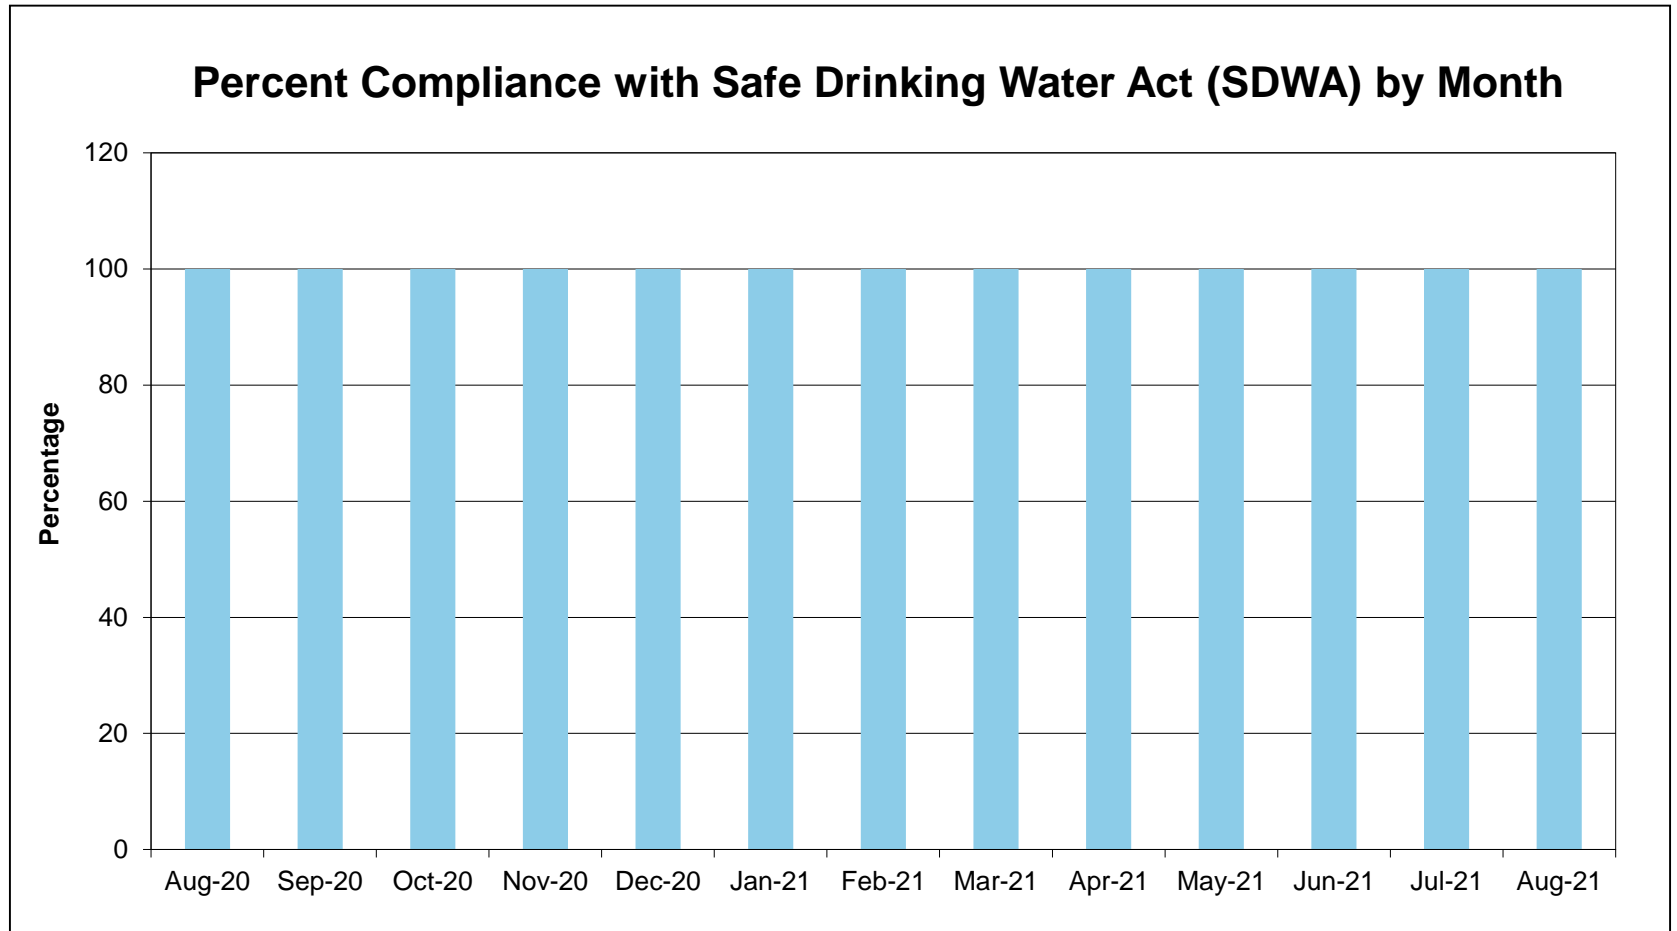 Percent Compliance with Safe Drinking Water Act (SDWA) by Month
120
100
80
60
40
20
0
Percentage
Aug-20 Sep-20 Oct-20 Nov-20 Dec-20 Jan-21 Feb-21 Mar-21 Apr-21 May-21 Jun-21 Jul-21 Aug-21